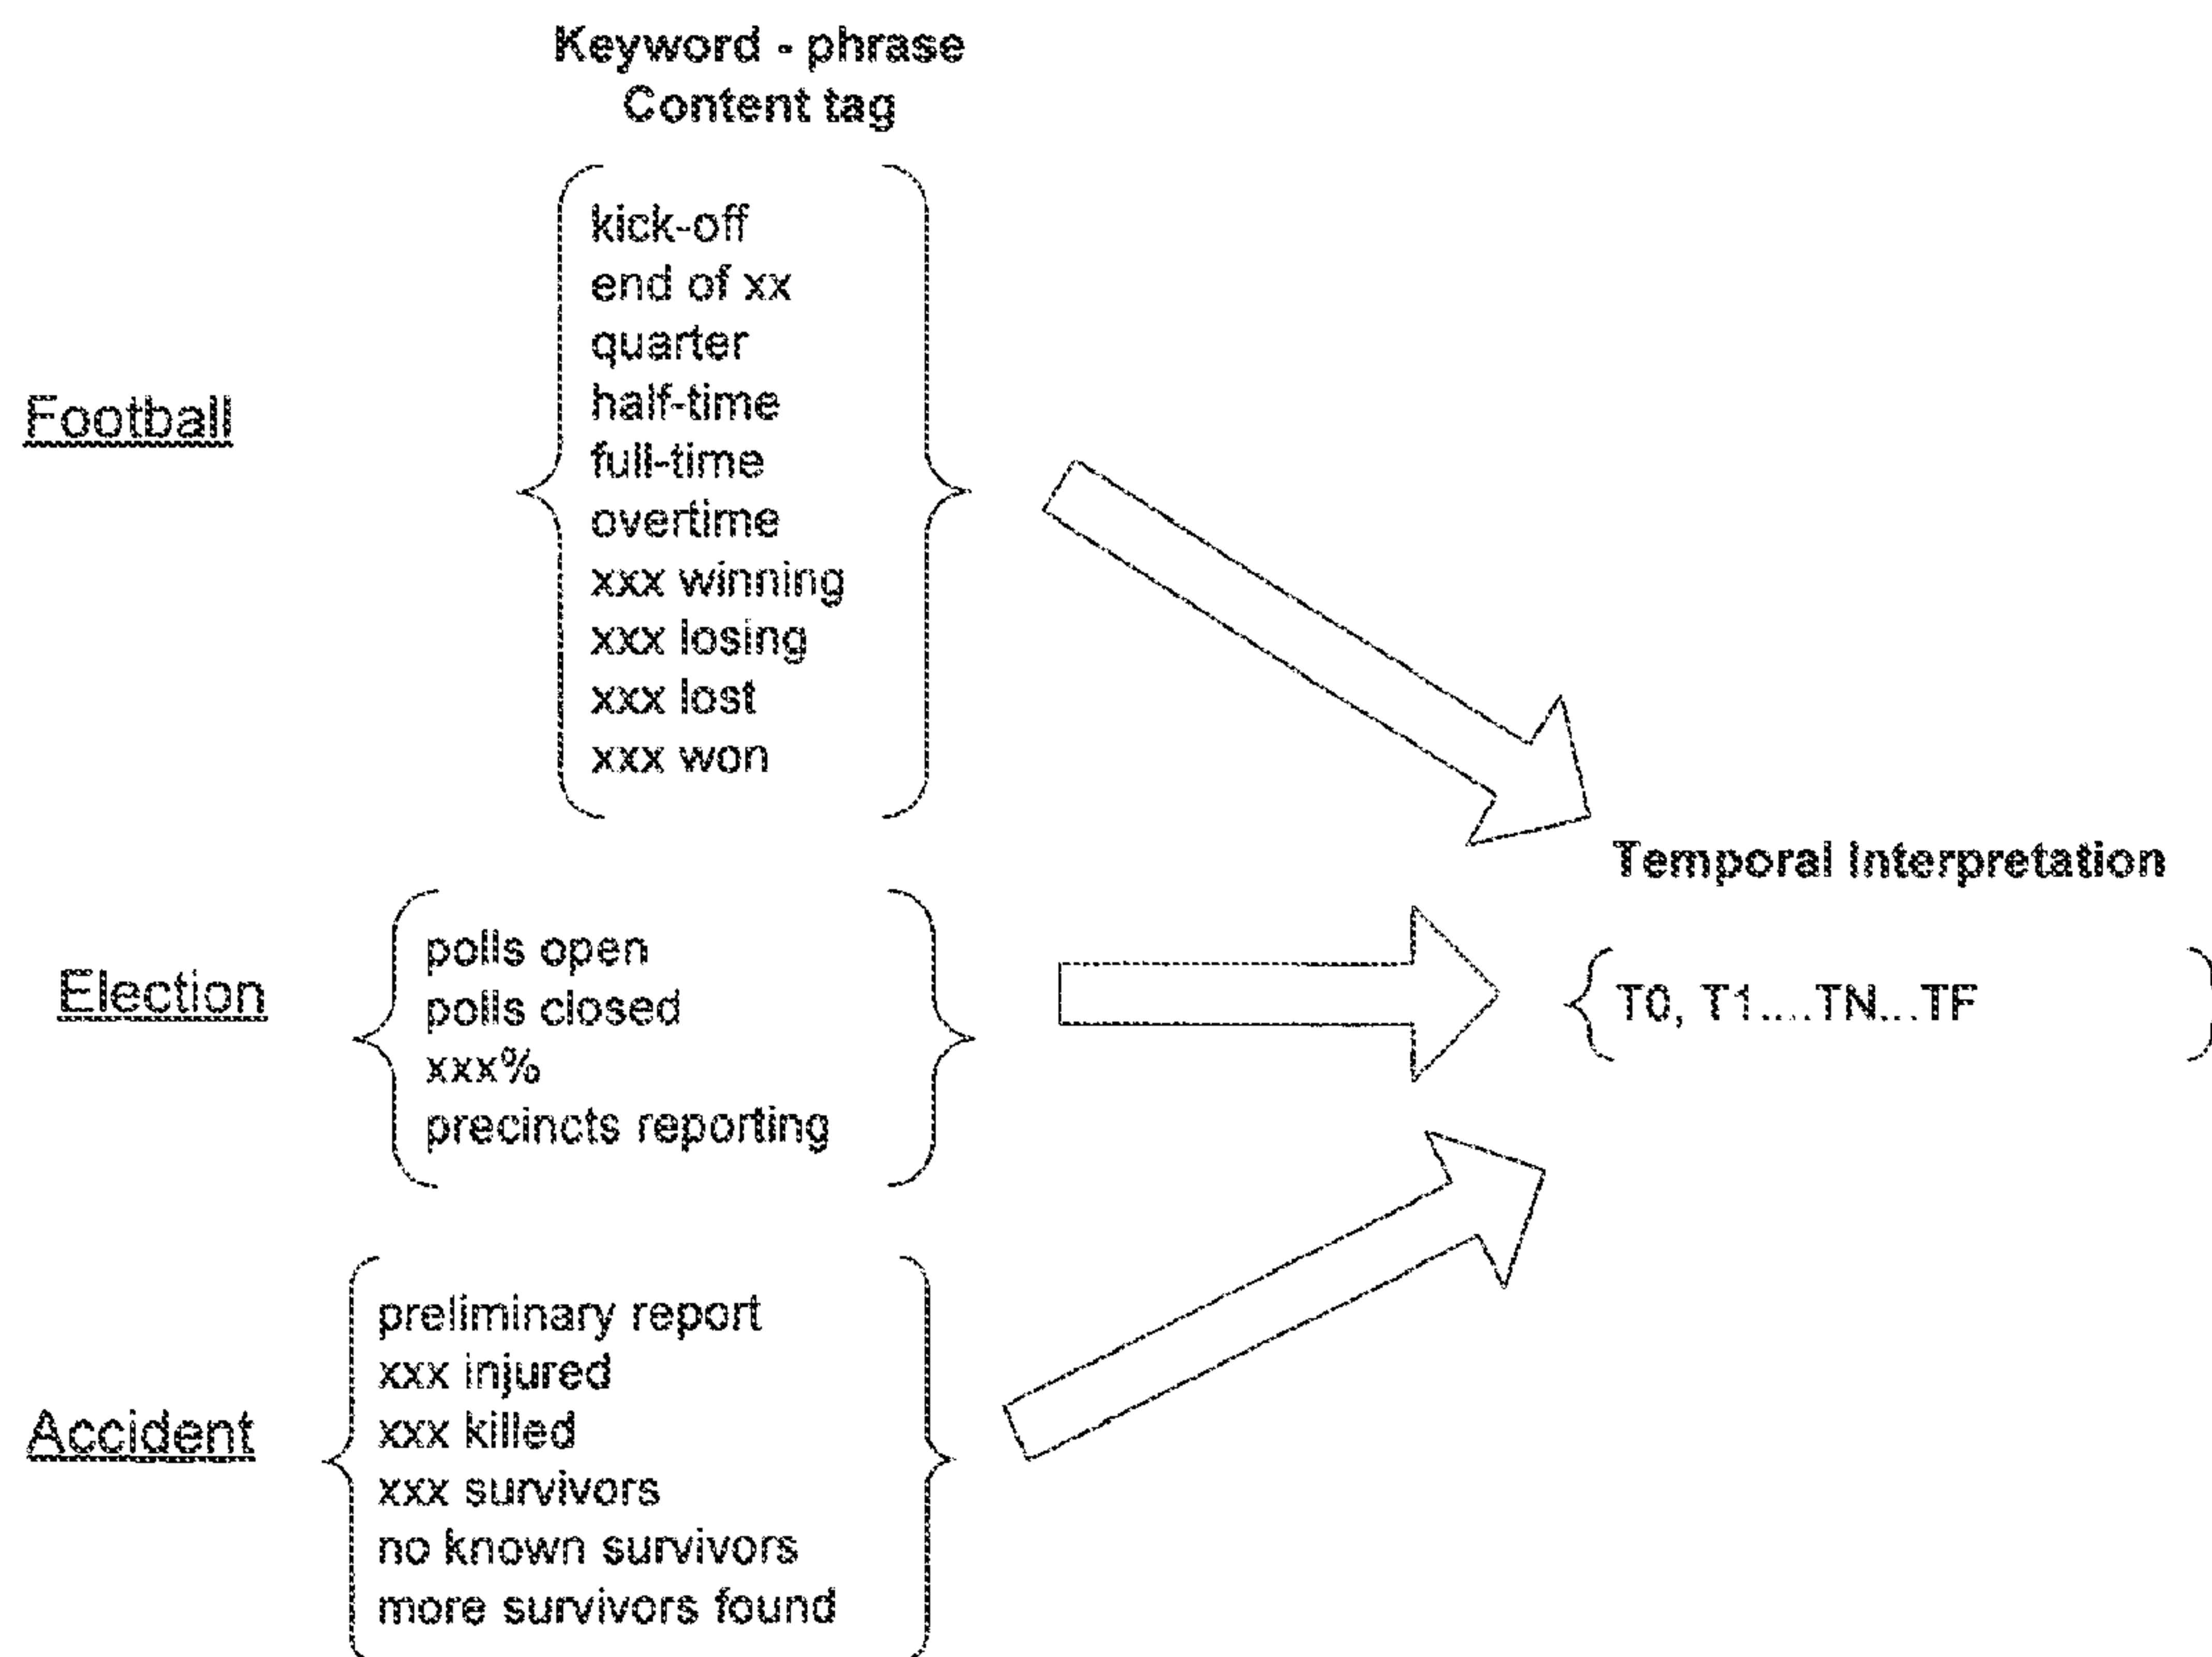 Keyword - phrase
Content tag
Football
kick-off
end of xx
quarter
half-time
full-time
overtime
xxx winning
xxx losing
xxx lost
xxx won
Temporal Interpretation
Election
polls open
polls closed
xxx%
precincts reporting
T0, T1....TN...TF
Accident
preliminary report
xxx injured
xxx killed
xxx survivors
no known survivors
more survivors found